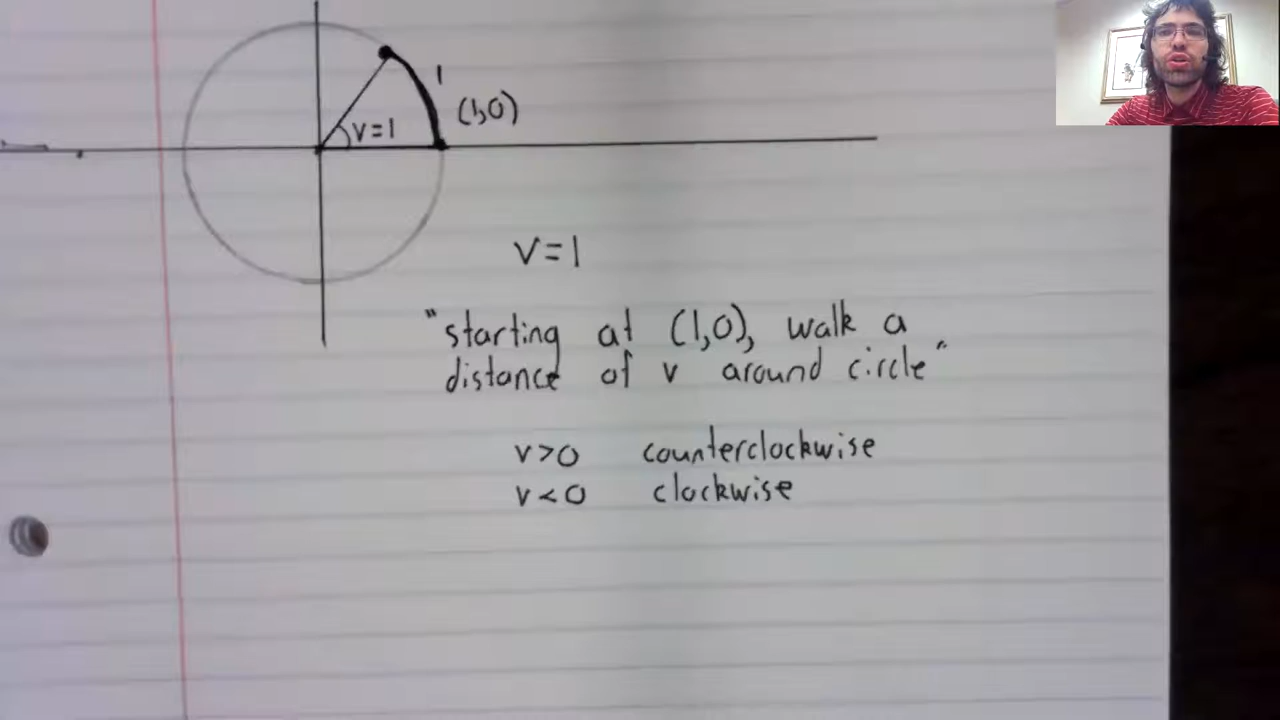 1
(1,0)
v=1
v=1
"starting at (1,0), walk a
distance of v around circle"
v>0 counterclockwise
v<0 clockwise